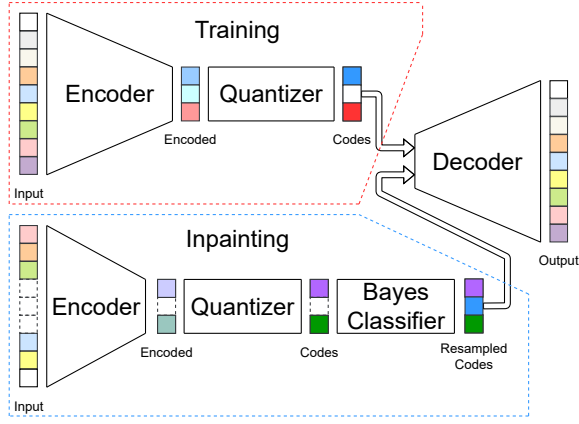 Training
Encoder
Quantizer
Encoded
Codes
Input
Decoder
Output
Inpainting
Encoder
Quantizer
Bayes
Classifier
Encoded
Codes
Resampled
Codes
Input